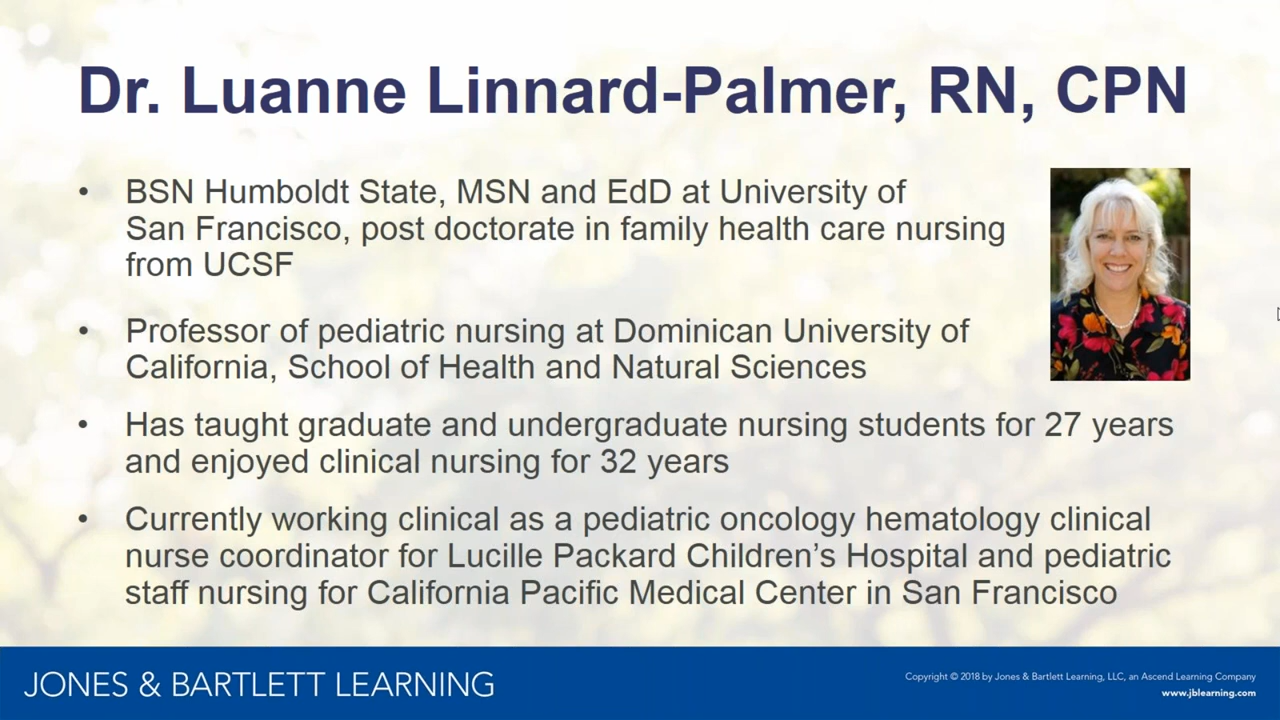 Dr. Luanne Linnard-Palmer, RN, CPN
• BSN Humboldt State, MSN and EdD at University of
San Francisco, post doctorate in family health care nursing
from UCSF
• Professor of pediatric nursing at Dominican University of
California, School of Health and Natural Sciences
• Has taught graduate and undergraduate nursing students for 27 years
and enjoyed clinical nursing for 32 years
• Currently working clinical as a pediatric oncology hematology clinical
nurse coordinator for Lucille Packard Children’s Hospital and pediatric
staff nursing for California Pacific Medical Center in San Francisco
JONES & BARTLETT LEARNING
Copyright © 2018 by Jones & Bartlett Learning, LLC, an Ascend Learning Company
www.jblearning.com